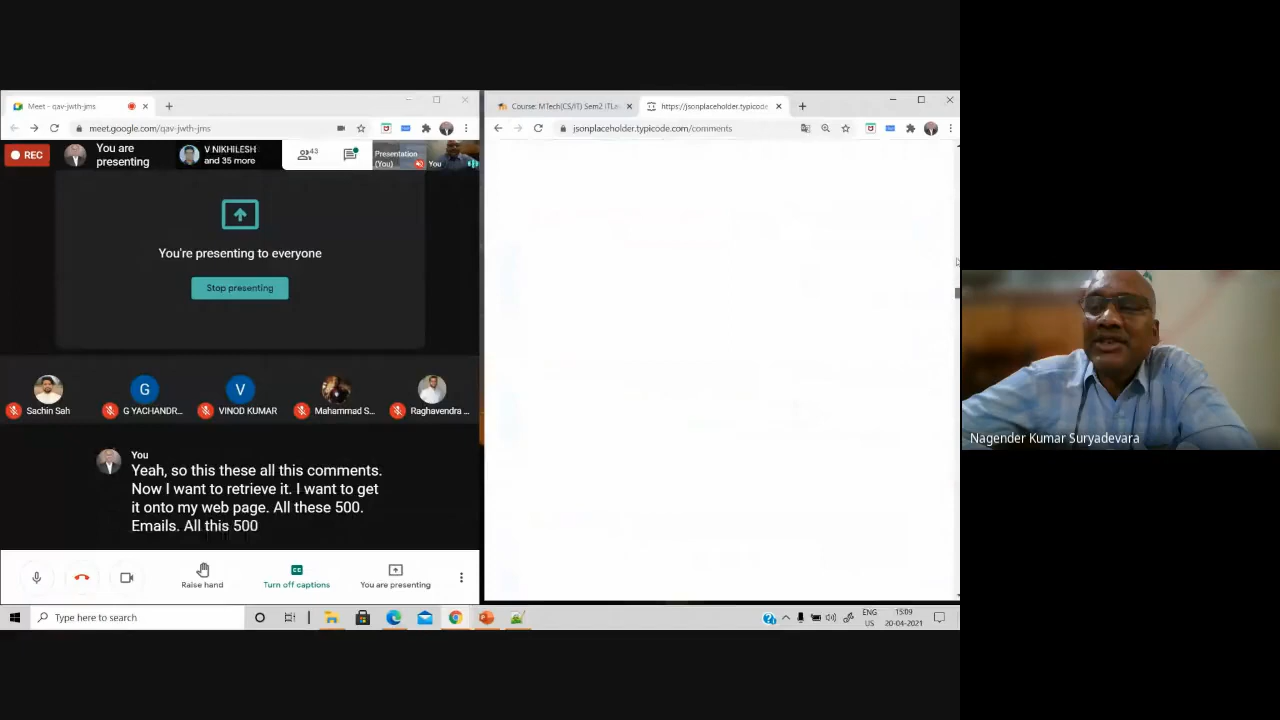 Meet - qav-jwth-jms
meet.google.com/qav-jwth-jms
REC
You are
presenting
V NIKHILESH
and 35 more
43
Presentation
(You)
You
You're presenting to everyone
Stop presenting
Sachin Sah
G
G YACHANDR...
V
VINOD KUMAR
Mahammad S...
Raghavendra ...
You
Yeah, so this these all this comments.
Now I want to retrieve it. I want to get
it onto my web page. All these 500.
Emails. All this 500
Raise hand
CC
Turn off captions
You are presenting
Course: MTech(CS/IT) Sem2 ITLe
https://jsonplaceholder.typicode
jsonplaceholder.typicode.com/comments
Type here to search
ENG
US
15:09
20-04-2021
Nagender Kumar Suryadevara